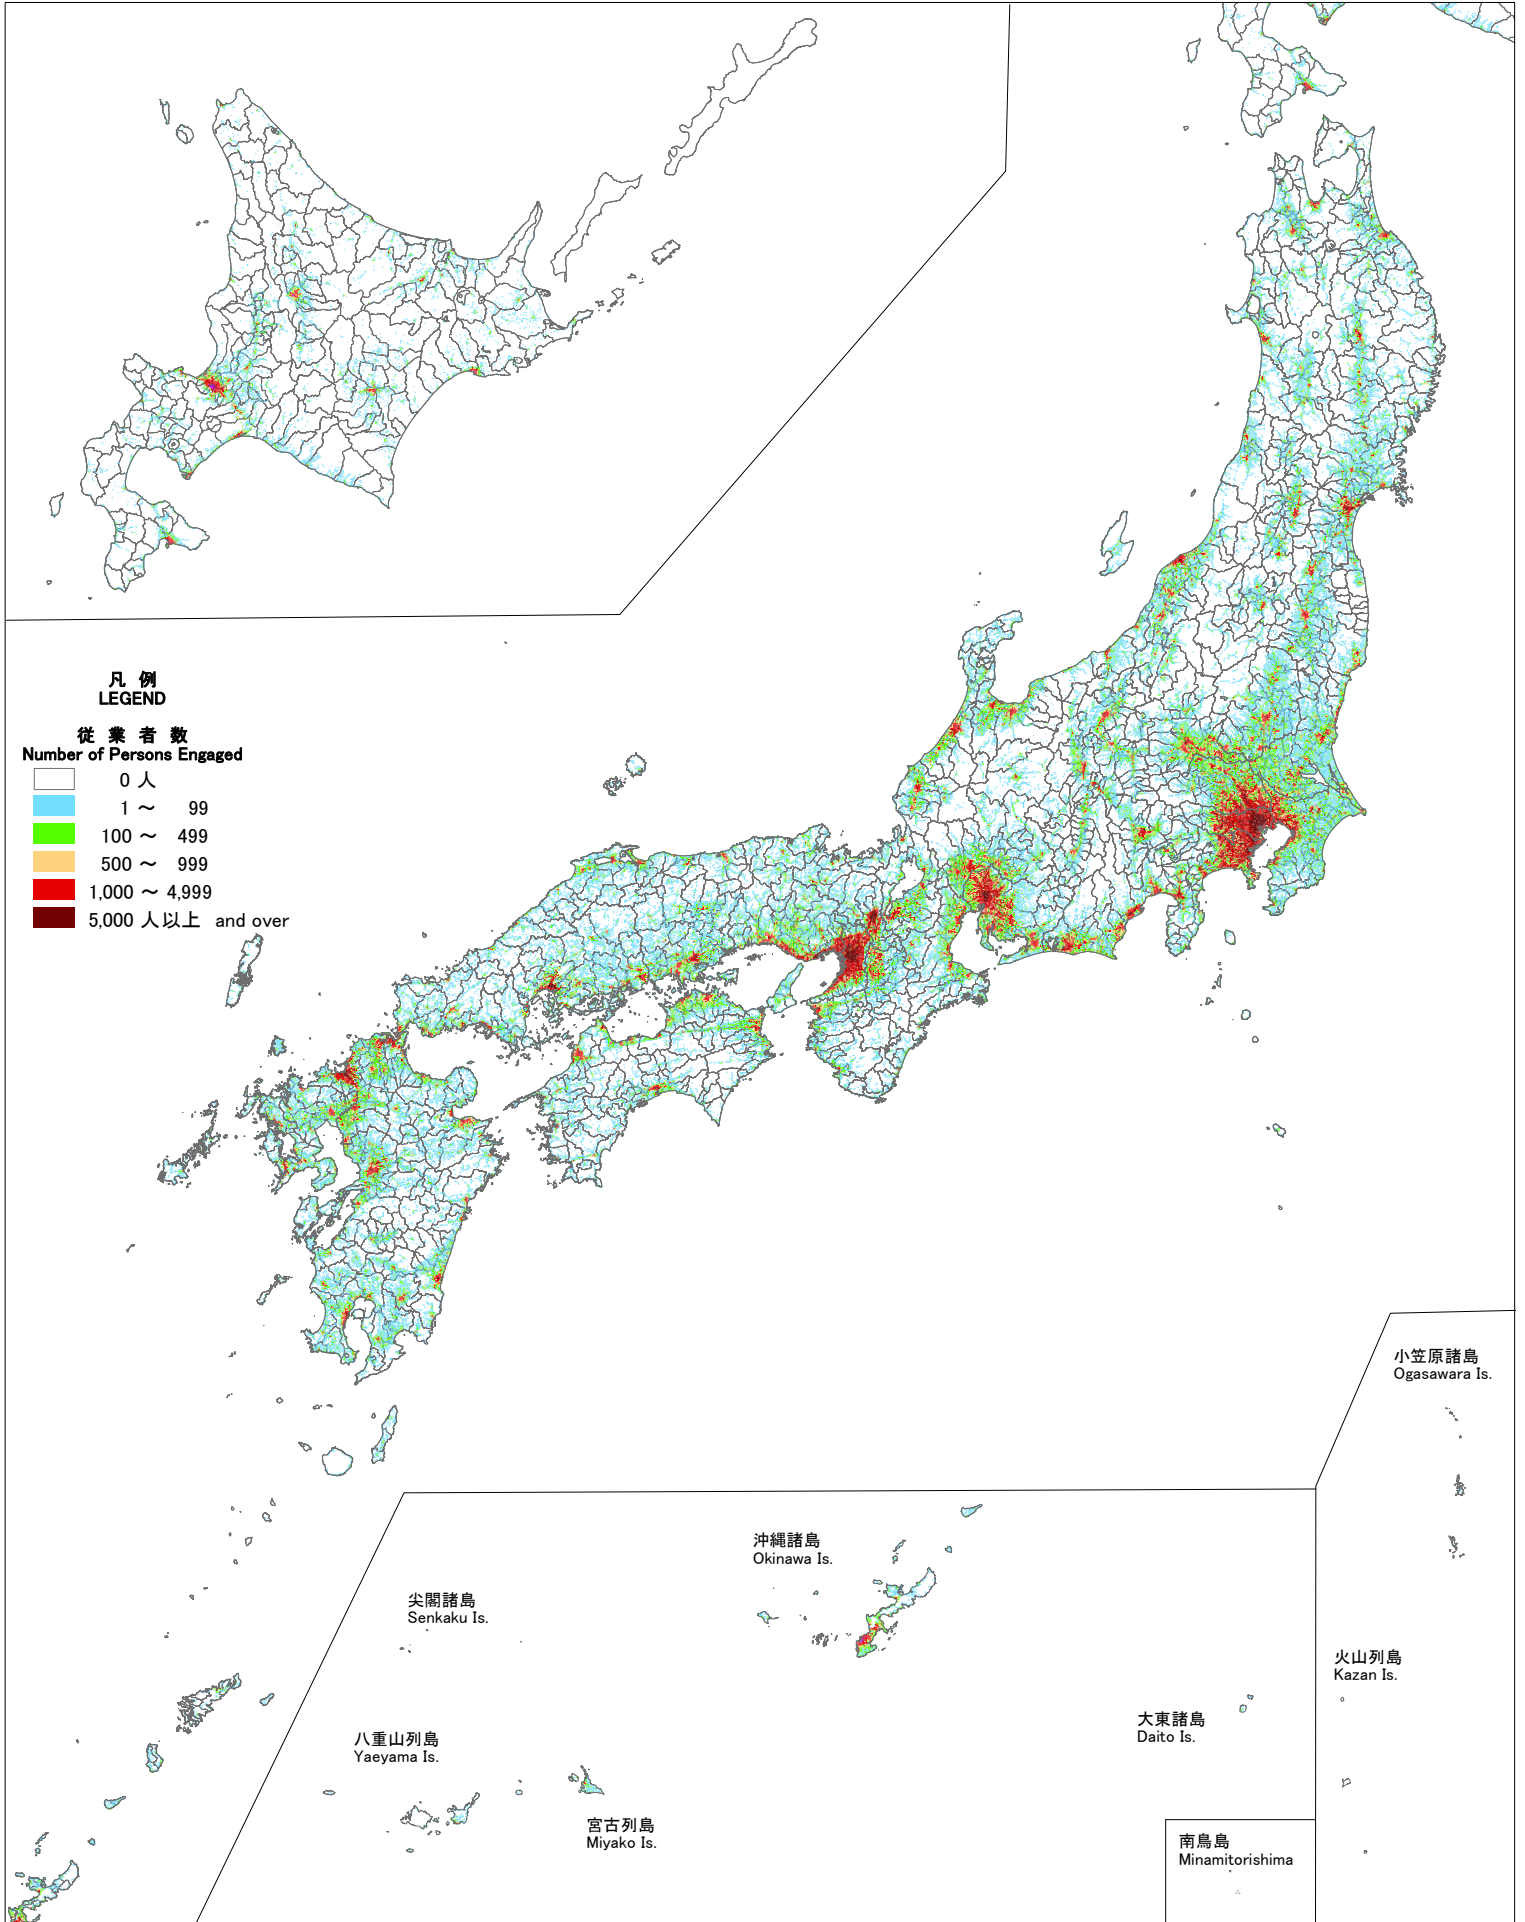 凡 例
LEGEND
従 業 者 数
Number of Persons Engaged
0 人
1 ～ 99
100 ～ 499
500 ～ 999
1,000 ～ 4,999
5,000 人以上 and over
小笠原諸島
Ogasawara Is.
沖縄諸島
Okinawa Is.
尖閣諸島
Senkaku Is.
火山列島
Kazan Is.
大東諸島
Daito Is.
八重山列島
Yaeyama Is.
宮古列島
Miyako Is.
南鳥島
Minamitorishima